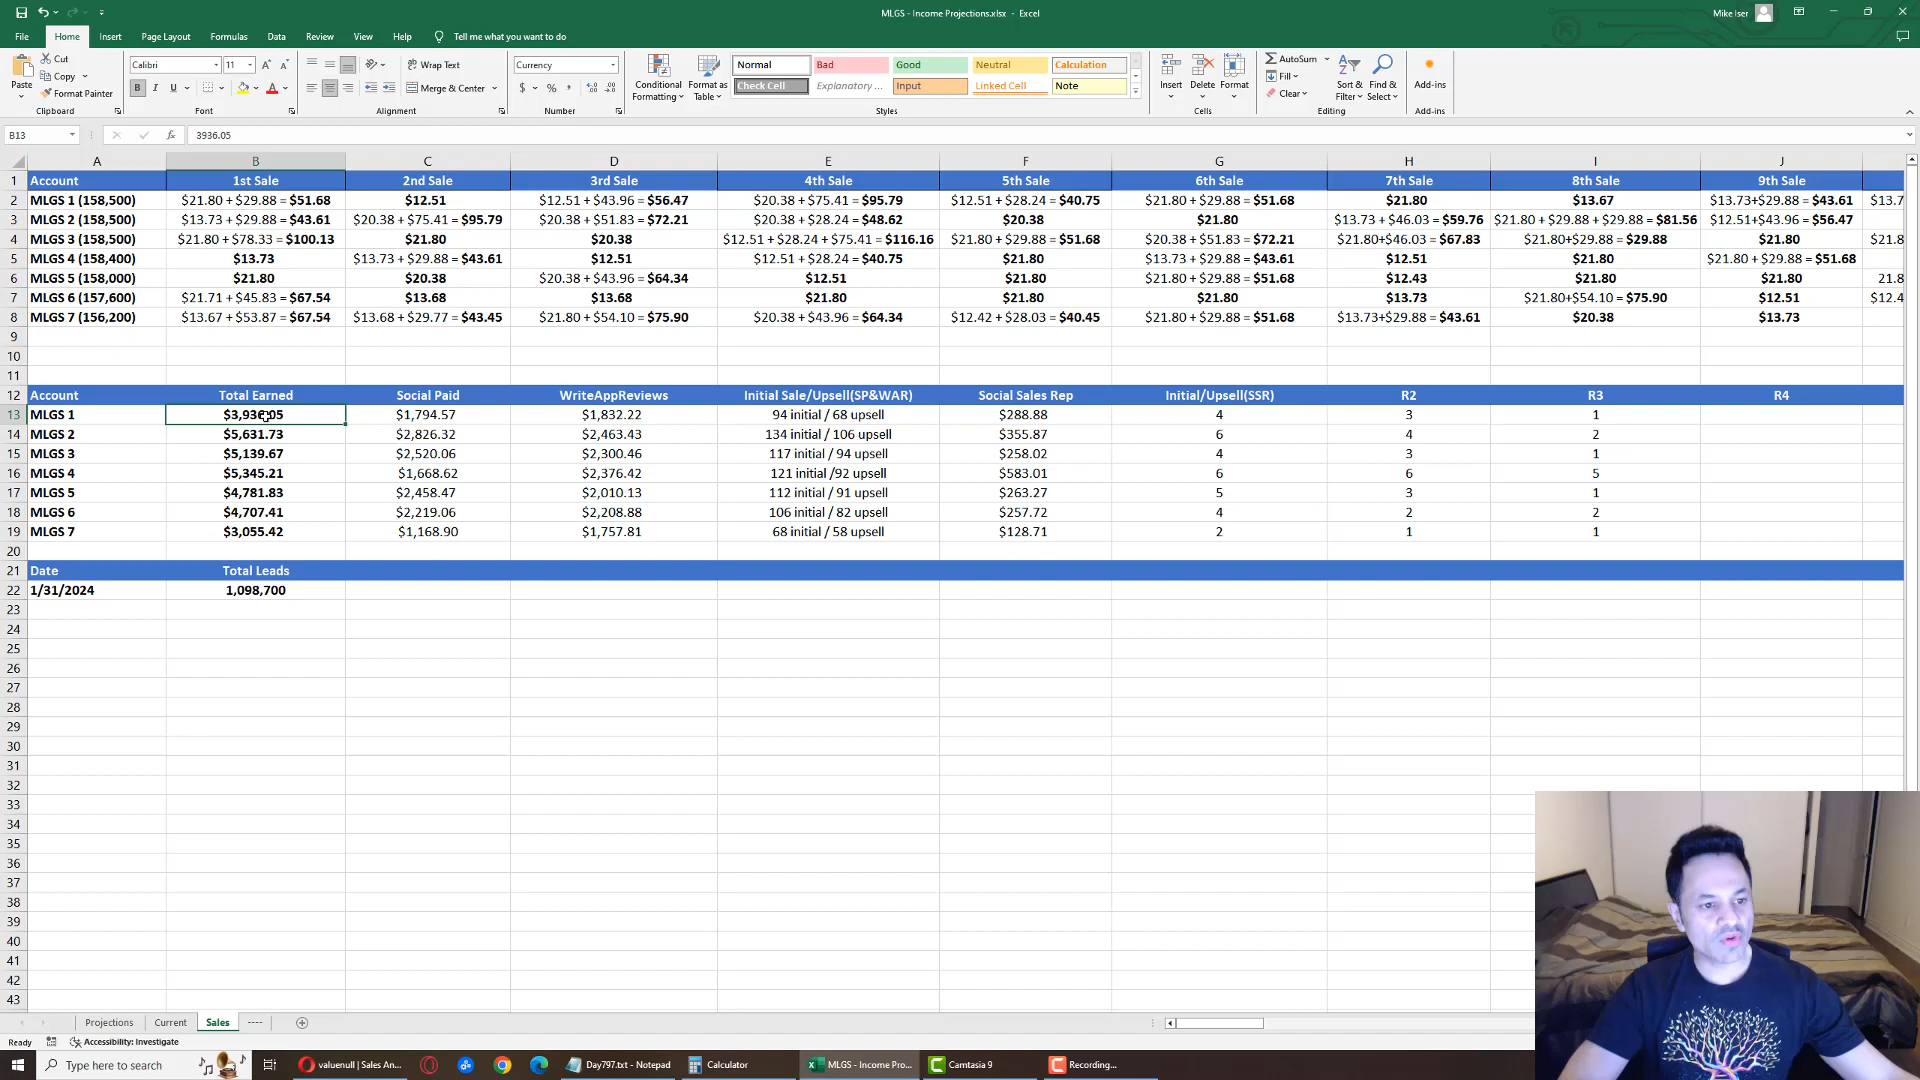 MLGS - Income Projections.xlsx - Excel
Mike Iser
File Home Insert Page Layout Formulas Data Review View Help Tell me what you want to do
Paste
Cut
Copy
Format Painter
Clipboard
Calibri 11
B I U
Font
Wrap Text
Merge & Center
Alignment
Currency
$ %
Number
Conditional Formatting
Format as Table
Normal Bad Good Neutral Calculation
Check Cell Explanatory ... Input Linked Cell Note
Styles
Insert Delete Format
Cells
AutoSum
Fill
Clear
Sort & Filter
Find & Select
Editing
Add-ins
Add-ins
B13 fx 3936.05
A B C D E F G H I J
1 Account 1st Sale 2nd Sale 3rd Sale 4th Sale 5th Sale 6th Sale 7th Sale 8th Sale 9th Sale
2 MLGS 1 (158,500) $21.80 + $29.88 = $51.68 $12.51 $12.51 + $43.96 = $56.47 $20.38 + $75.41 = $95.79 $12.51 + $28.24 = $40.75 $21.80 + $29.88 = $51.68 $21.80 $13.67 $13.73+$29.88 = $43.61 $13.7
3 MLGS 2 (158,500) $13.73 + $29.88 = $43.61 $20.38 + $75.41 = $95.79 $20.38 + $51.83 = $72.21 $20.38 + $28.24 = $48.62 $20.38 $21.80 $13.73 + $46.03 = $59.76 $21.80 + $29.88 + $29.88 = $81.56 $12.51+$43.96 = $56.47
4 MLGS 3 (158,500) $21.80 + $78.33 = $100.13 $21.80 $20.38 $12.51 + $28.24 + $75.41 = $116.16 $21.80 + $29.88 = $51.68 $20.38 + $51.83 = $72.21 $21.80+$46.03 = $67.83 $21.80+$29.88 = $29.88 $21.80 $21.8
5 MLGS 4 (158,400) $13.73 $13.73 + $29.88 = $43.61 $12.51 $12.51 + $28.24 = $40.75 $21.80 $13.73 + $29.88 = $43.61 $12.51 $21.80 $21.80 + $29.88 = $51.68
6 MLGS 5 (158,000) $21.80 $20.38 $20.38 + $43.96 = $64.34 $12.51 $21.80 $21.80 + $29.88 = $51.68 $12.43 $21.80 $21.80 21.8
7 MLGS 6 (157,600) $21.71 + $45.83 = $67.54 $13.68 $13.68 $21.80 $21.80 $21.80 $13.73 $21.80+$54.10 = $75.90 $12.51 $12.4
8 MLGS 7 (156,200) $13.67 + $53.87 = $67.54 $13.68 + $29.77 = $43.45 $21.80 + $54.10 = $75.90 $20.38 + $43.96 = $64.34 $12.42 + $28.03 = $40.45 $21.80 + $29.88 = $51.68 $13.73+$29.88 = $43.61 $20.38 $13.73
9
10
11
12 Account Total Earned Social Paid WriteAppReviews Initial Sale/Upsell(SP&WAR) Social Sales Rep Initial/Upsell(SSR) R2 R3 R4
13 MLGS 1 $3,936.05 $1,794.57 $1,832.22 94 initial / 68 upsell $288.88 4 3 1
14 MLGS 2 $5,631.73 $2,826.32 $2,463.43 134 initial / 106 upsell $355.87 6 4 2
15 MLGS 3 $5,139.67 $2,520.06 $2,300.46 117 initial / 94 upsell $258.02 4 3 1
16 MLGS 4 $5,345.21 $1,668.62 $2,376.42 121 initial /92 upsell $583.01 6 6 5
17 MLGS 5 $4,781.83 $2,458.47 $2,010.13 112 initial / 91 upsell $263.27 5 3 1
18 MLGS 6 $4,707.41 $2,219.06 $2,208.88 106 initial / 82 upsell $257.72 4 2 2
19 MLGS 7 $3,055.42 $1,168.90 $1,757.81 68 initial / 58 upsell $128.71 2 1 1
20
21 Date Total Leads
22 1/31/2024 1,098,700
23
24
25
26
27
28
29
30
31
32
33
34
35
36
37
38
39
40
41
42
43
Projections Current Sales ----
Ready Accessibility: Investigate
Type here to search
valuenull | Sales An...
Day797.txt - Notepad
Calculator
MLGS - Income Pro...
Camtasia 9
Recording...